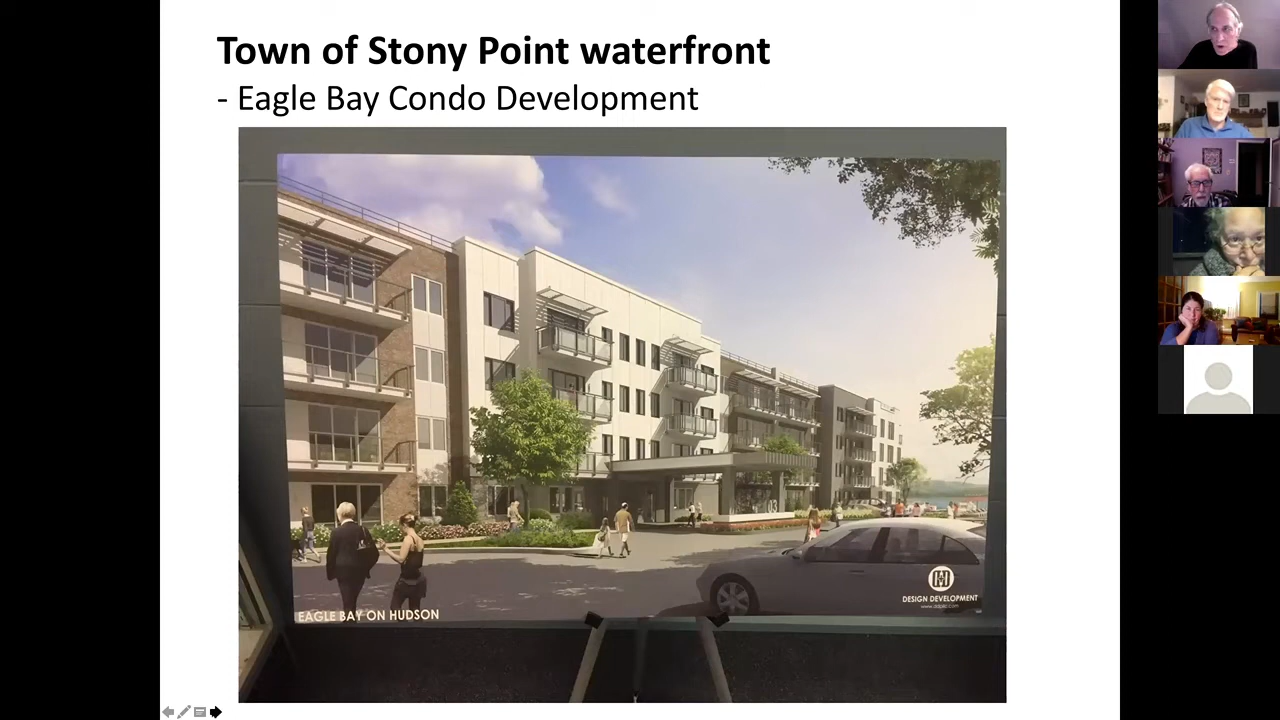 Town of Stony Point waterfront
- Eagle Bay Condo Development
EAGLE BAY ON HUDSON
DESIGN DEVELOPMENT